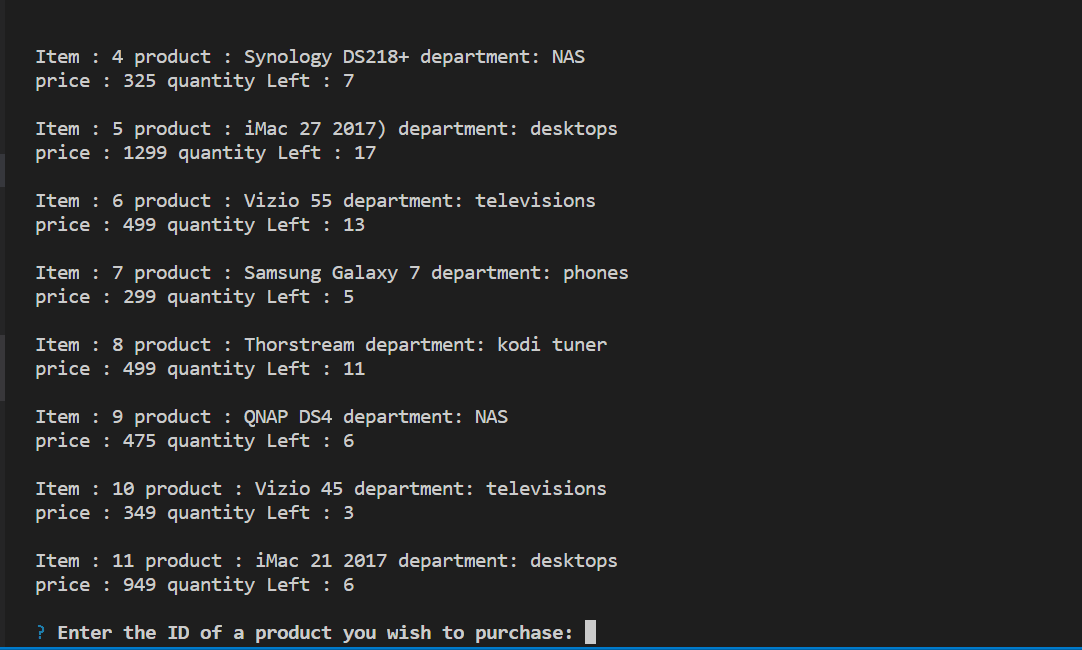 Item : 4 product : Synology DS218+ department: NAS
price : 325 quantity Left : 7
Item : 5 product : iMac 27 2017) department: desktops
price : 1299 quantity Left : 17
Item : 6 product : Vizio 55 department: televisions
price : 499 quantity Left : 13
Item : 7 product : Samsung Galaxy 7 department: phones
price : 299 quantity Left : 5
Item : 8 product : Thorstream department: kodi tuner
price : 499 quantity Left : 11
Item : 9 product : QNAP DS4 department: NAS
price : 475 quantity Left : 6
Item : 10 product : Vizio 45 department: televisions
price : 349 quantity Left : 3
Item : 11 product : iMac 21 2017 department: desktops
price : 949 quantity Left : 6
? Enter the ID of a product you wish to purchase: